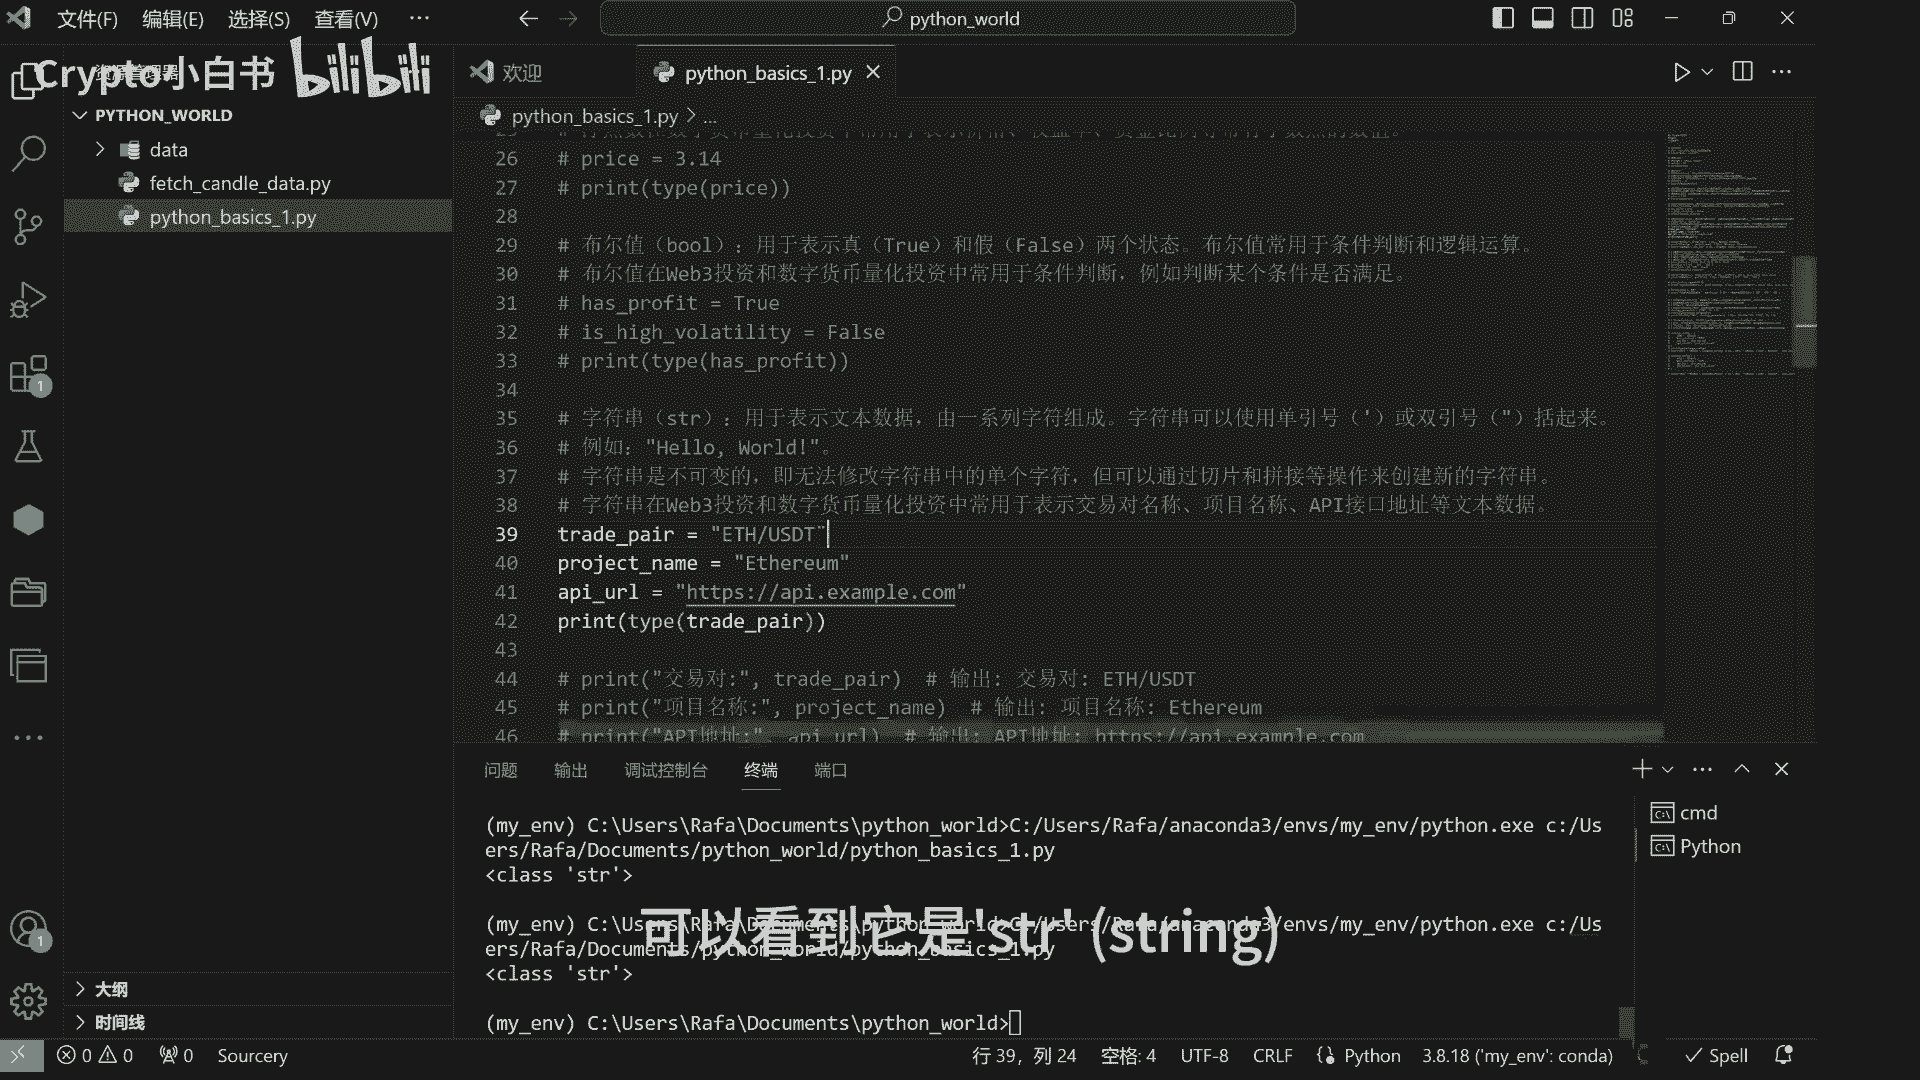 文件(F) 编辑(E) 选择(S) 查看(V) ··· python_world
Crypto小白书 bilibili
资源管理器
PYTHON_WORLD
data
fetch_candle_data.py
python_basics_1.py
1
1
大纲
时间线
欢迎 python_basics_1.py
python_basics_1.py > ...
26 # price = 3.14
27 # print(type(price))
28
29 # 布尔值（bool）：用于表示真（True）和假（False）两个状态。布尔值常用于条件判断和逻辑运算。
30 # 布尔值在Web3投资和数字货币量化投资中常用于条件判断，例如判断某个条件是否满足。
31 # has_profit = True
32 # is_high_volatility = False
33 # print(type(has_profit))
34
35 # 字符串（str）：用于表示文本数据，由一系列字符组成。字符串可以使用单引号（'）或双引号（"）括起来。
36 # 例如："Hello, World!"。
37 # 字符串是不可变的，即无法修改字符串中的单个字符，但可以通过切片和拼接等操作来创建新的字符串。
38 # 字符串在Web3投资和数字货币量化投资中常用于表示交易对名称、项目名称、API接口地址等文本数据。
39 trade_pair = "ETH/USDT"
40 project_name = "Ethereum"
41 api_url = "https://api.example.com"
42 print(type(trade_pair))
43
44 # print("交易对:", trade_pair)  # 输出: 交易对: ETH/USDT
45 # print("项目名称:", project_name)  # 输出: 项目名称: Ethereum
46 # print("API地址:", api_url)  # 输出: API地址: https://api.example.com
问题 输出 调试控制台 终端 端口
cmd
Python
(my_env) C:\Users\Rafa\Documents\python_world>C:/Users/Rafa/anaconda3/envs/my_env/python.exe c:/Us
ers/Rafa/Documents/python_world/python_basics_1.py
<class 'str'>
(my_env) C:\Users\Rafa\Documents\python_world>C:/Users/Rafa/anaconda3/envs/my_env/python.exe c:/Us
ers/Rafa/Documents/python_world/python_basics_1.py
<class 'str'>
可以看到它是'str' (string)
(my_env) C:\Users\Rafa\Documents\python_world>
0 0 0 Sourcery 行 39，列 24 空格: 4 UTF-8 CRLF Python 3.8.18 ('my_env': conda) Spell